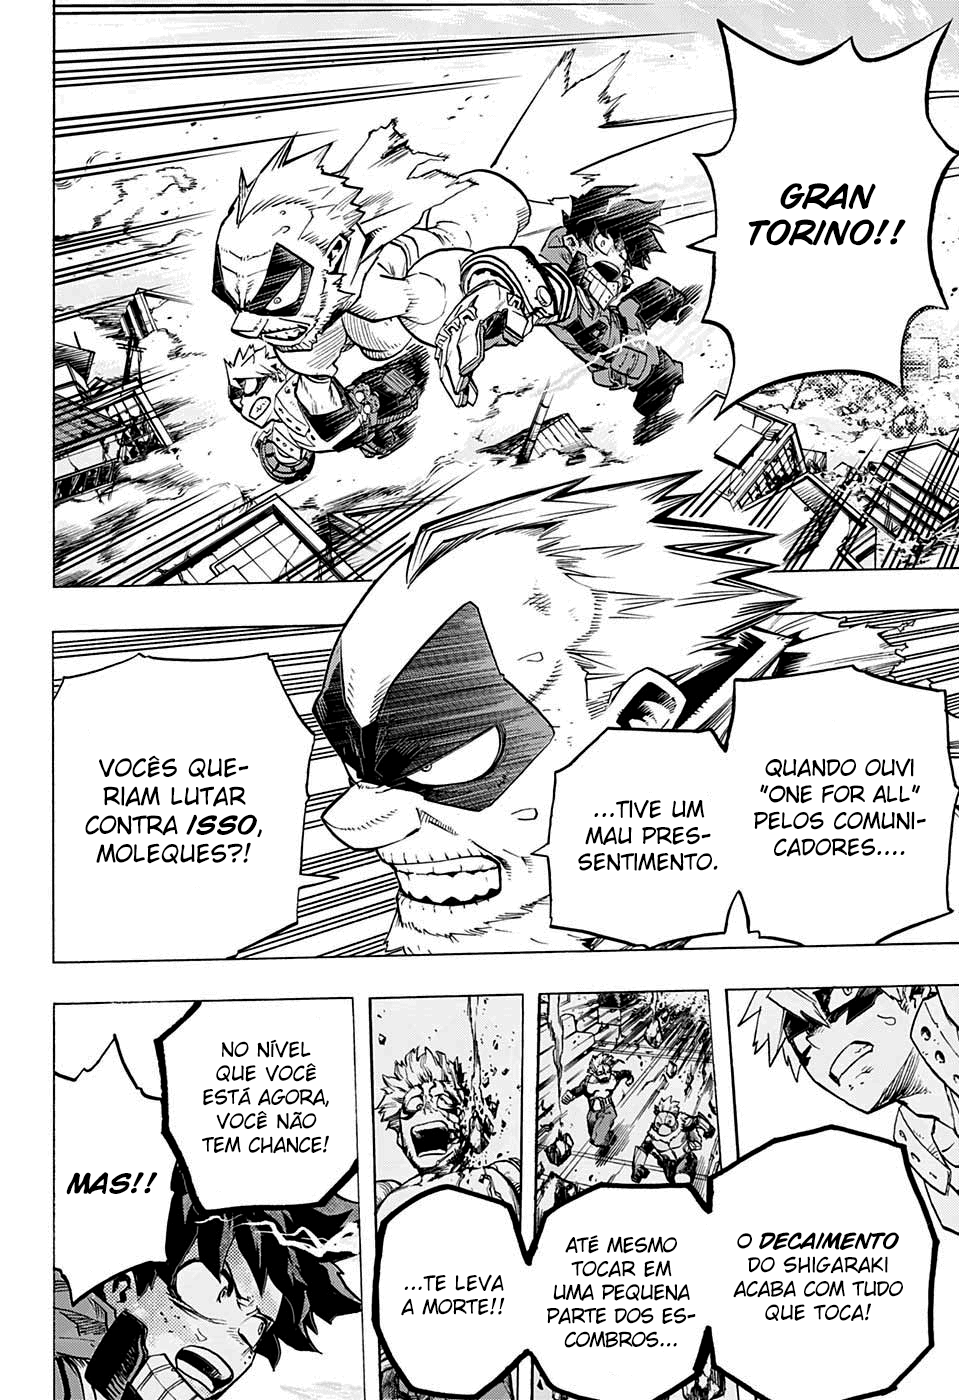 GRAN
TORINO!!
QUANDO OUVI
"ONE FOR ALL"
PELOS COMUNI-
CADORES....
...TIVE UM
MAU PRES-
SENTIMENTO.
VOCÊS QUE-
RIAM LUTAR
CONTRA ISSO,
MOLEQUES?!
O DECAIMENTO
DO SHIGARAKI
ACABA COM TUDO
QUE TOCA!
ATÉ MESMO
TOCAR EM
UMA PEQUENA
PARTE DOS ES-
COMBROS...
...TE LEVA
A MORTE!!
NO NÍVEL
QUE VOCÊ
ESTÁ AGORA,
VOCÊ NÃO
TEM CHANCE!
MAS!!